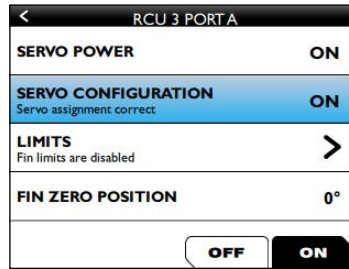 < RCU 3 PORT A
SERVO POWER ON
SERVO CONFIGURATION ON
Servo assignment correct
LIMITS >
Fin limits are disabled
FIN ZERO POSITION 0°
OFF ON